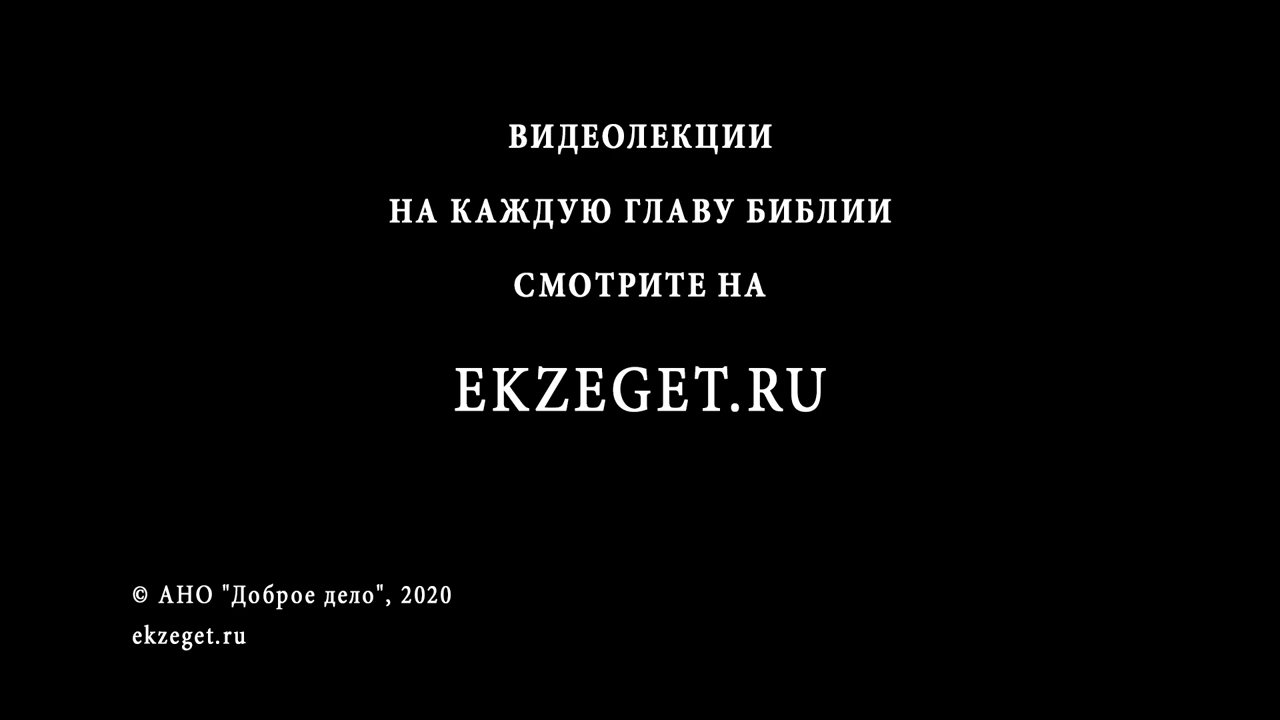 ВИДЕОЛЕКЦИИ
НА КАЖДУЮ ГЛАВУ БИБЛИИ
СМОТРИТЕ НА
EKZEGET.RU
© АНО "Доброе дело", 2020
ekzeget.ru